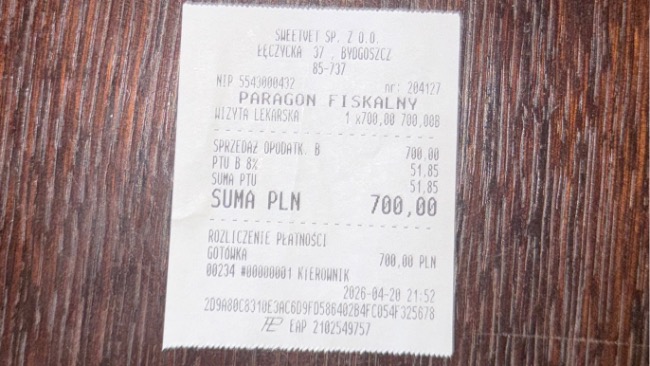 SWEETVET SP. Z O.O.
ŁĘCZYCKA 37 , BYDGOSZCZ
85-737
NIP 5543000432 nr: 204127
PARAGON FISKALNY
WIZYTA LEKARSKA 1 x700,00 700,00B
SPRZEDAŻ OPODATK. B 700,00
PTU B 8% 51,85
SUMA PTU 51,85
SUMA PLN 700,00
ROZLICZENIE PŁATNOŚCI
GOTÓWKA 700,00 PLN
00234 #00000001 KIEROWNIK
2026-04-20 21:52
2D9A80C8310E3AC6D9FD586402B4FC054F325678
EAP 2102549757